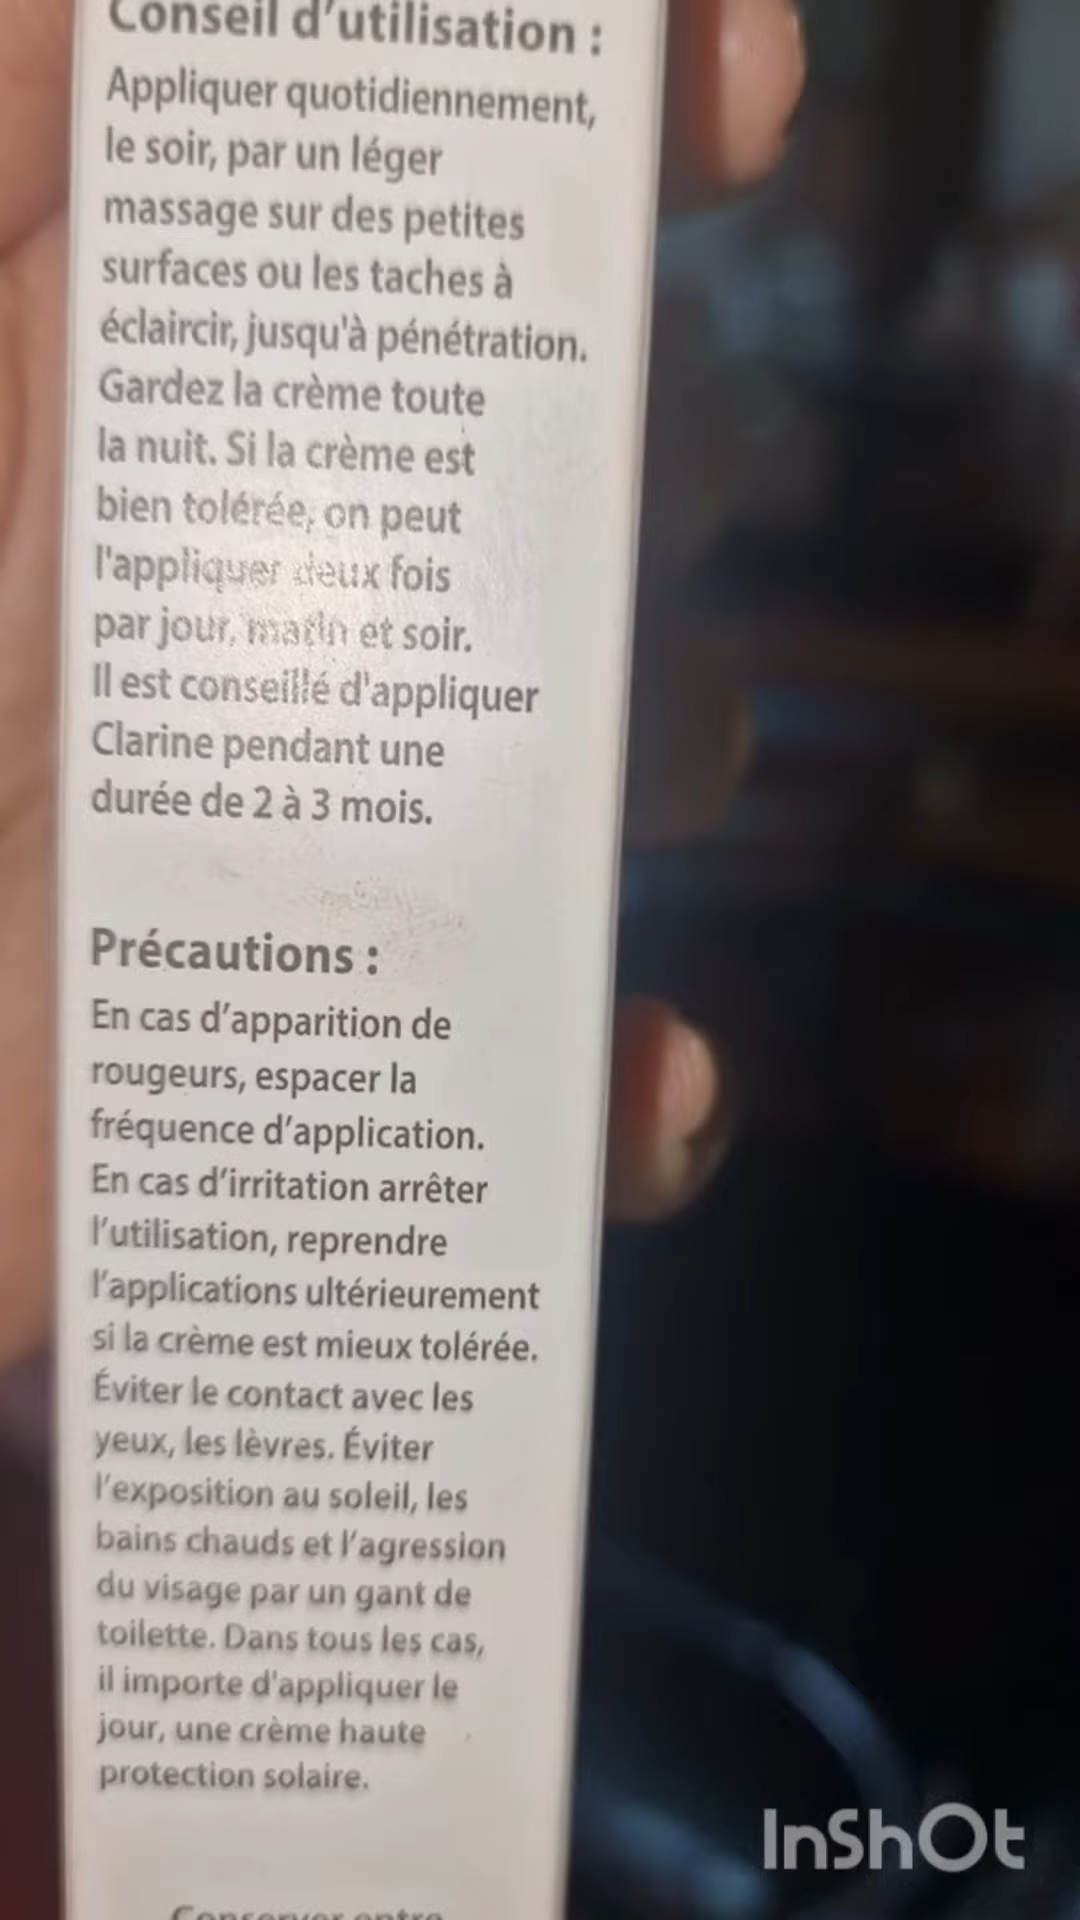 Conseil d'utilisation :
Appliquer quotidiennement,
le soir, par un léger
massage sur des petites
surfaces ou les taches à
éclaircir, jusqu'à pénétration.
Gardez la crème toute
la nuit. Si la crème est
bien tolérée, on peut
l'appliquer deux fois
par jour, matin et soir.
Il est conseillé d'appliquer
Clarine pendant une
durée de 2 à 3 mois.
Précautions :
En cas d'apparition de
rougeurs, espacer la
fréquence d'application.
En cas d'irritation arrêter
l'utilisation, reprendre
l'applications ultérieurement
si la crème est mieux tolérée.
Éviter le contact avec les
yeux, les lèvres. Éviter
l'exposition au soleil, les
bains chauds et l'agression
du visage par un gant de
toilette. Dans tous les cas,
il importe d'appliquer le
jour, une crème haute
protection solaire.
Conserver entre
InShOt